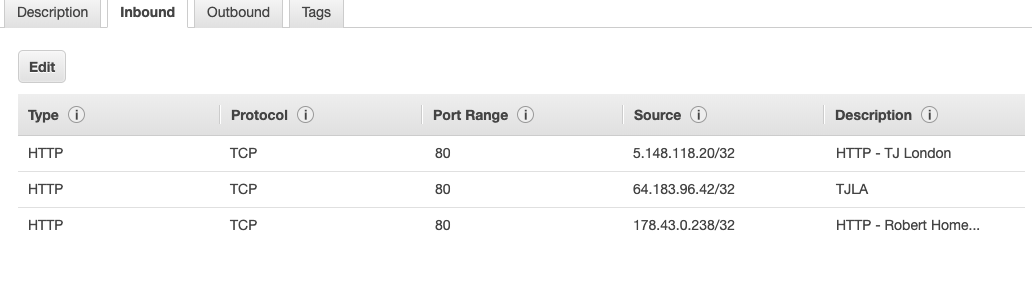 Description Inbound Outbound Tags
Edit
Type i Protocol i Port Range i Source i Description i
HTTP TCP 80 5.148.118.20/32 HTTP - TJ London
HTTP TCP 80 64.183.96.42/32 TJLA
HTTP TCP 80 178.43.0.238/32 HTTP - Robert Home...